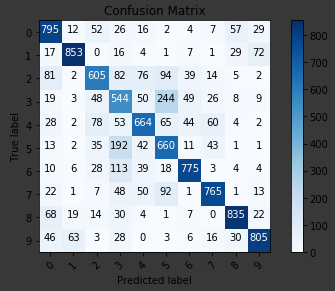 Confusion Matrix
0 795 12 52 26 16 2 4 7 57 29
1 17 853 0 16 4 1 7 1 29 72
2 81 2 605 82 76 94 39 14 5 2
3 19 3 48 544 50 244 49 26 8 9
4 28 2 78 53 664 65 44 60 4 2
5 13 2 35 192 42 660 11 43 1 1
6 10 6 28 113 39 18 775 3 4 4
7 22 1 7 48 50 92 1 765 1 13
8 68 19 14 30 4 1 7 0 835 22
9 46 63 3 28 0 3 6 16 30 805
0 1 2 3 4 5 6 7 8 9
True label
Predicted label
800
700
600
500
400
300
200
100
0